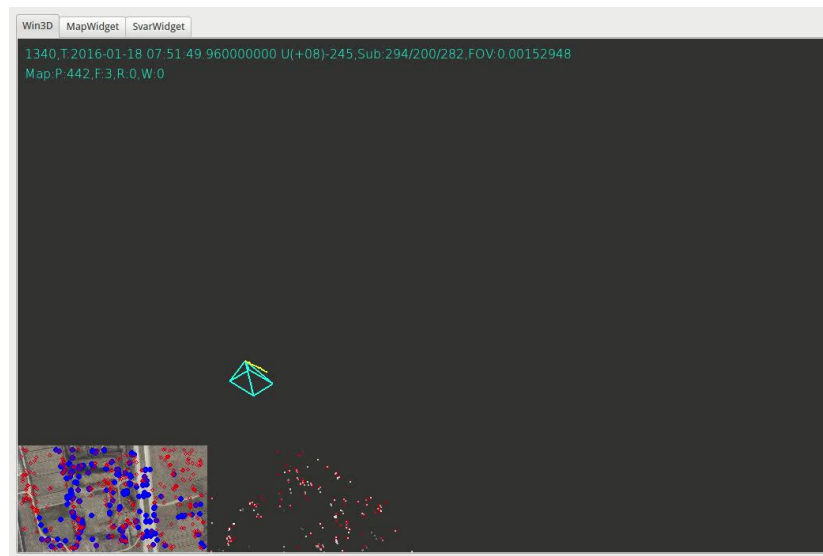 Win3D MapWidget SvarWidget
1340,T:2016-01-18 07:51:49.960000000 U(+08)-245,Sub:294/200/282,FOV:0.00152948
Map:P:442,F:3,R:0,W:0